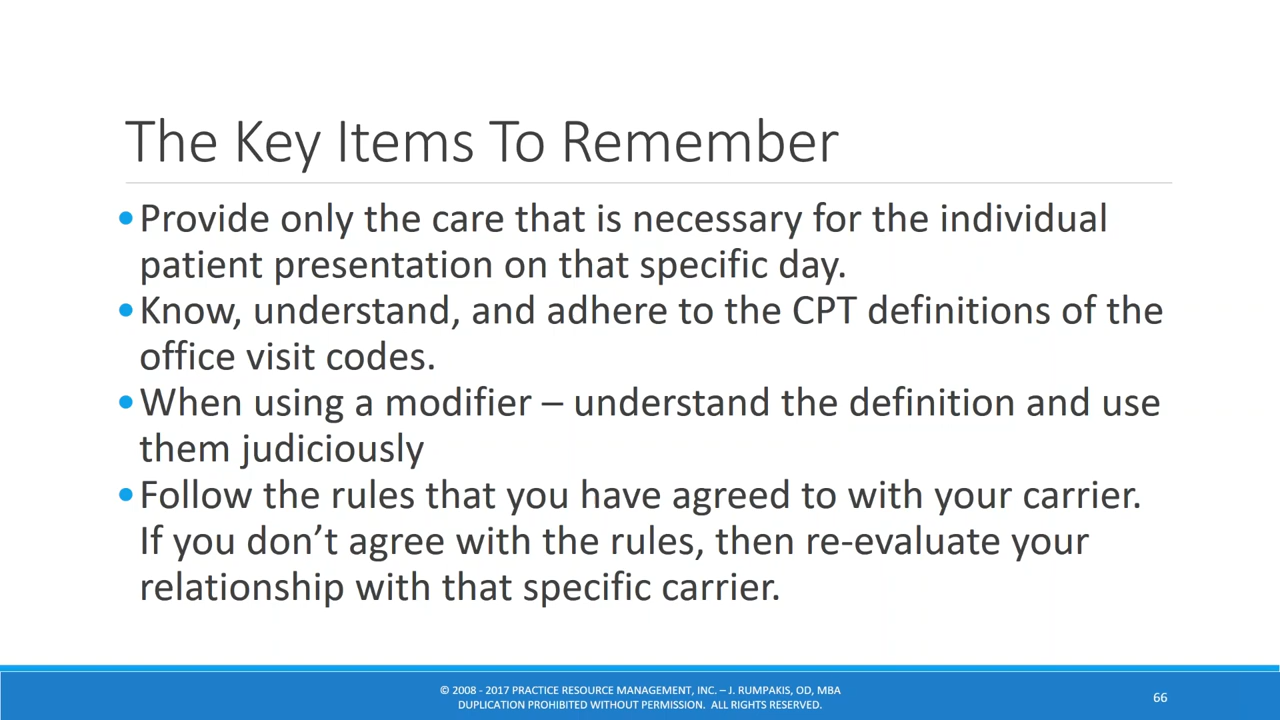 The Key Items To Remember
•Provide only the care that is necessary for the individual
patient presentation on that specific day.
•Know, understand, and adhere to the CPT definitions of the
office visit codes.
•When using a modifier – understand the definition and use
them judiciously
•Follow the rules that you have agreed to with your carrier.
If you don’t agree with the rules, then re-evaluate your
relationship with that specific carrier.
© 2008 - 2017 PRACTICE RESOURCE MANAGEMENT, INC. – J. RUMPAKIS, OD, MBA
DUPLICATION PROHIBITED WITHOUT PERMISSION. ALL RIGHTS RESERVED.
66